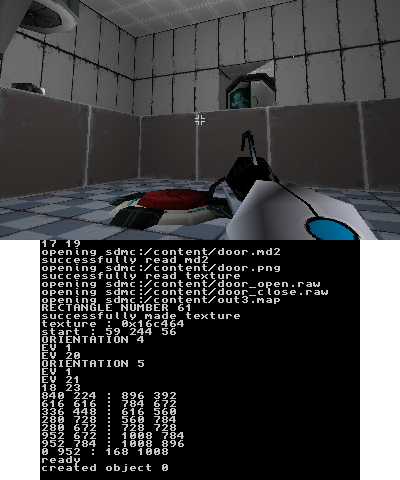 17 19
opening sdmc:/content/door.md2
successfully read md2
opening sdmc:/content/door.png
successfully read texture
opening sdmc:/content/door_open.raw
opening sdmc:/content/door_close.raw
opening sdmc:/content/out3.map
RECTANGLE NUMBER 61
successfully made texture
texture : 0x16c464
start : 59 244 56
ORIENTATION 4
EV 1
EV 20
ORIENTATION 5
EV 1
EV 21
18 23
840 224 : 896 392
616 616 : 784 672
336 448 : 616 560
280 728 : 560 784
280 672 : 728 728
952 672 : 1008 784
952 784 : 1008 896
0 952 : 168 1008
ready
created object 0